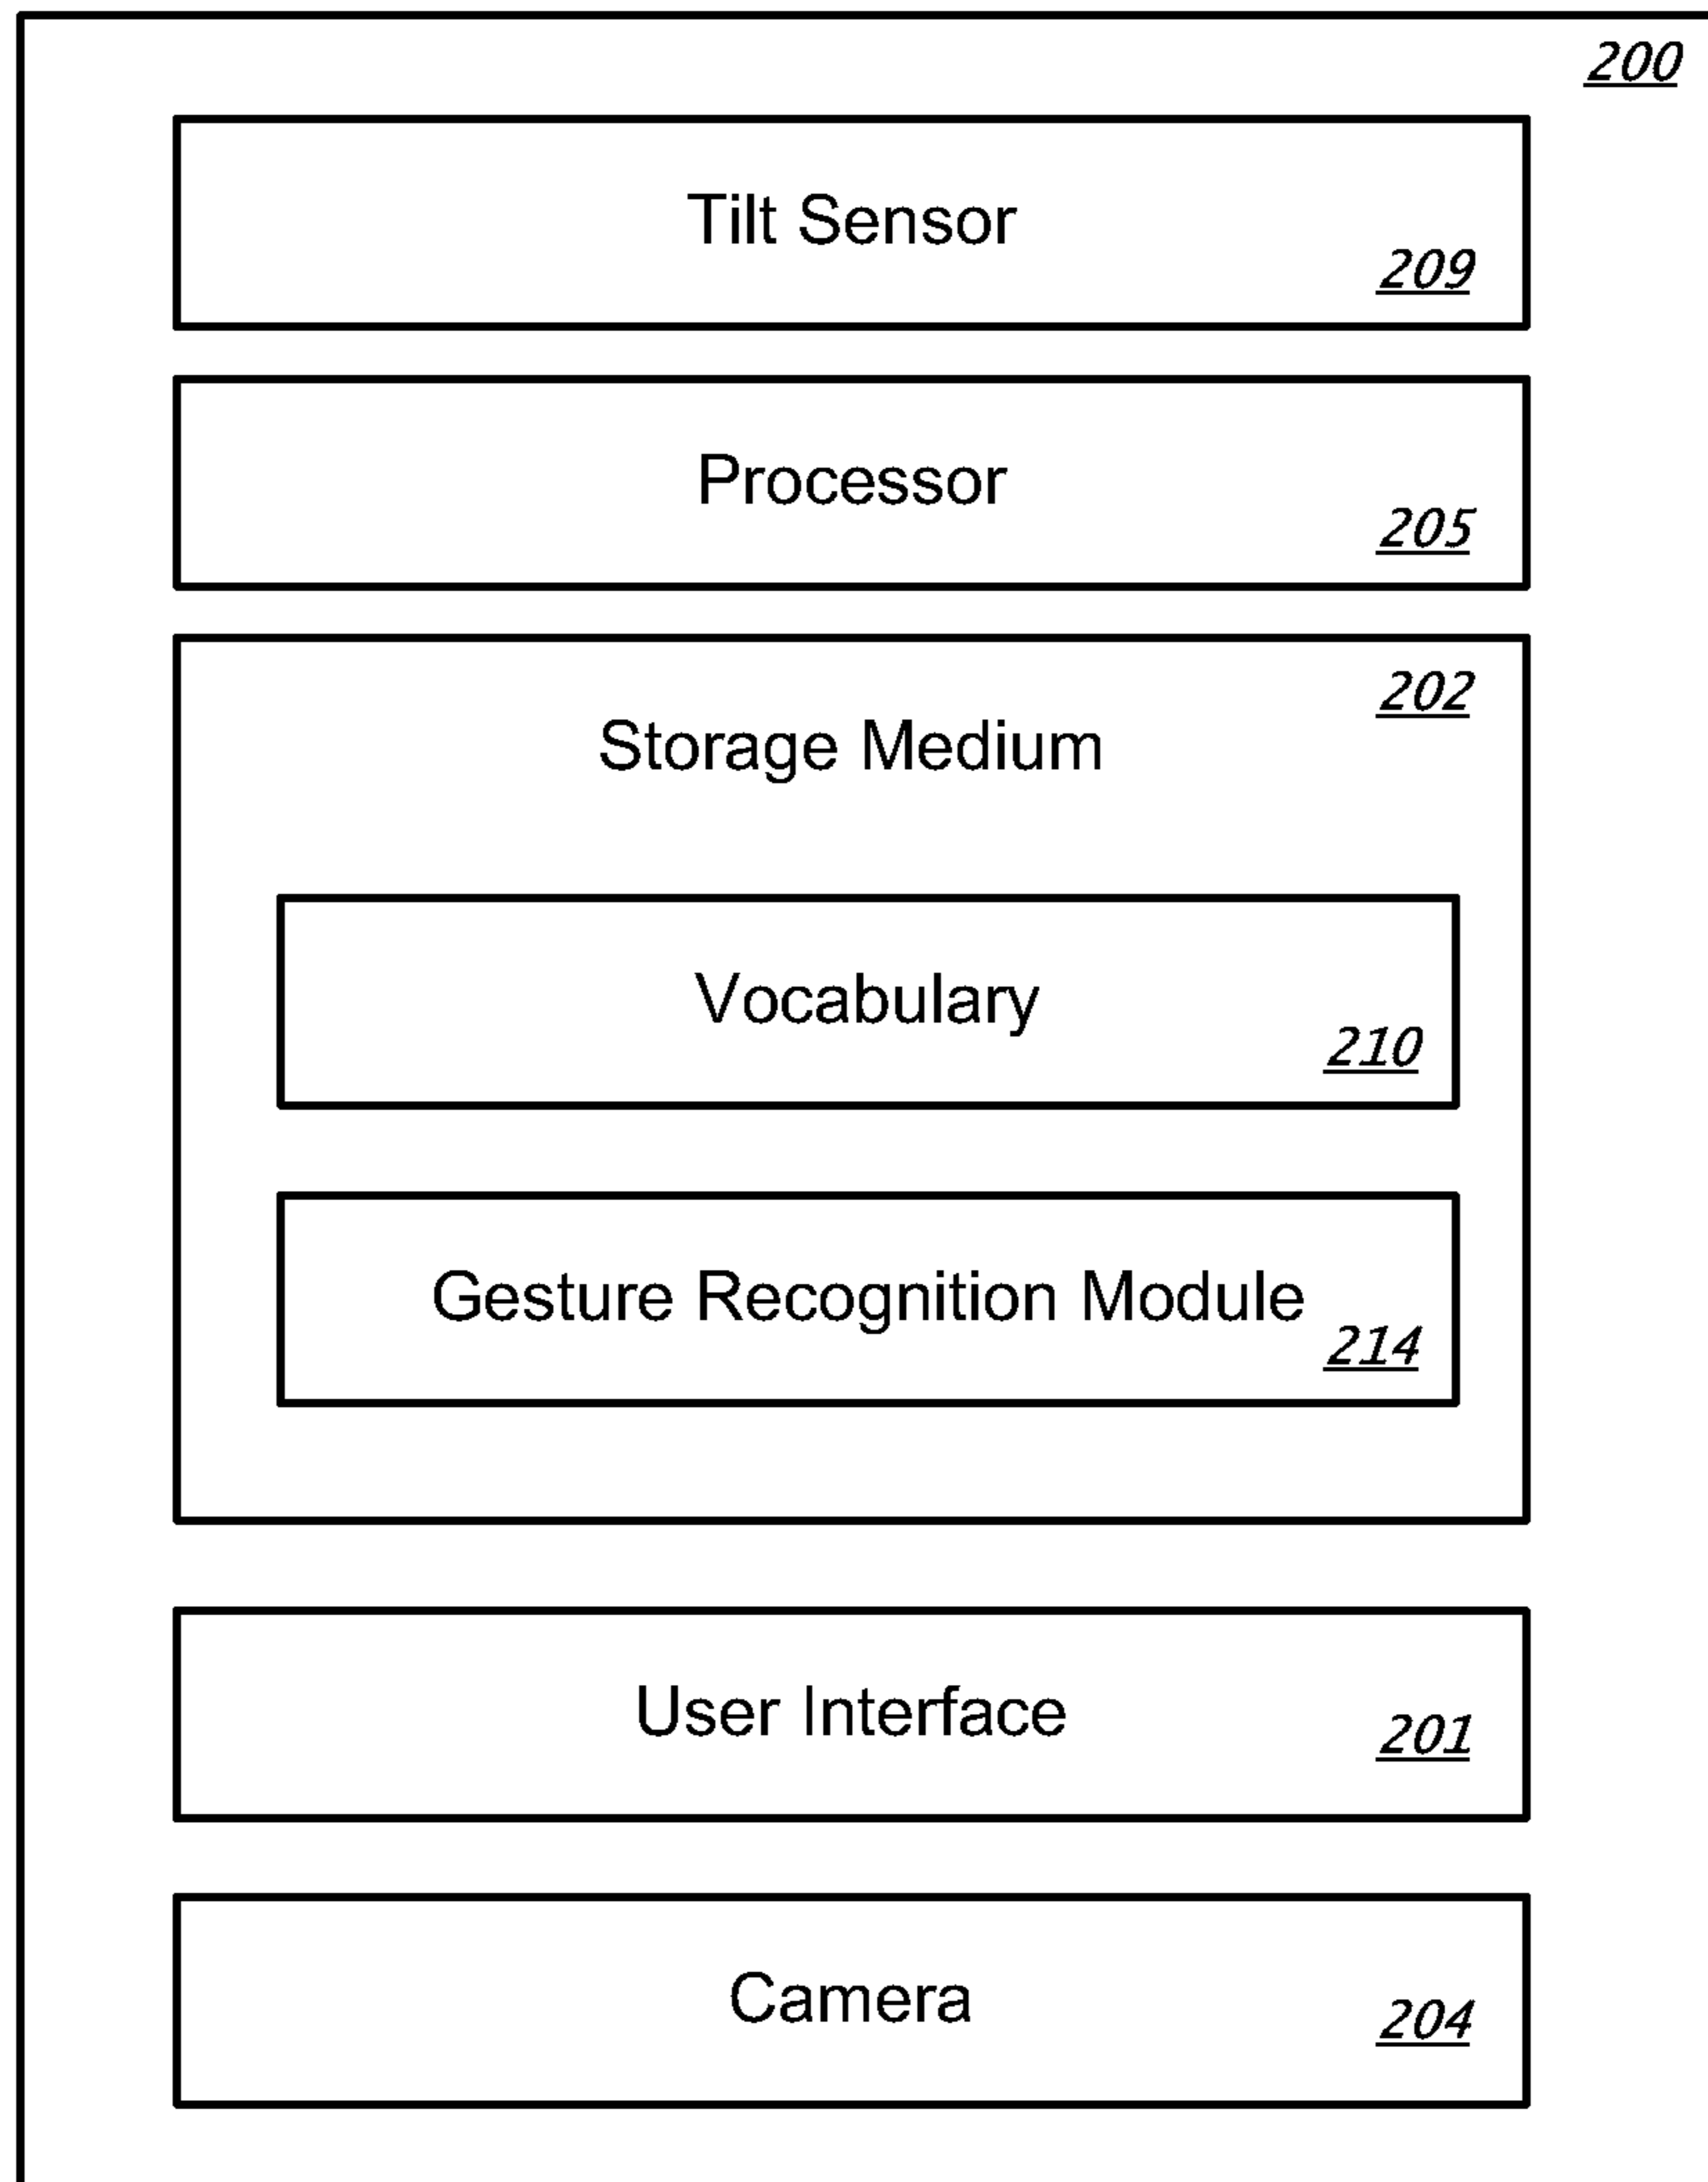 200
Tilt Sensor
209
Processor
205
202
Storage Medium
Vocabulary
210
Gesture Recognition Module
214
User Interface
201
Camera
204